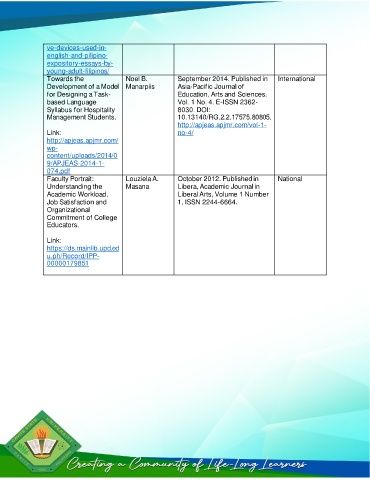 ve-devices-used-in-
english-and-pilipino-
expository-essays-by-
young-adult-filipinos/
Towards the
Development of a Model
for Designing a Task-
based Language
Syllabus for Hospitality
Management Students.
Link:
http://apjeas.apjmr.com/
wp-
content/uploads/2014/0
9/APJEAS-2014-1-
074.pdf
Noel B.
Manarpiis
September 2014. Published in
Asia-Pacific Journal of
Education, Arts and Sciences.
Vol. 1 No. 4. E-ISSN 2362-
8030. DOI:
10.13140/RG.2.2.17575.80805.
http://apjeas.apjmr.com/vol-1-
no-4/
International
Faculty Portrait:
Understanding the
Academic Workload,
Job Satisfaction and
Organizational
Commitment of College
Educators.
Link:
https://ds.mainlib.upd.ed
u.ph/Record/IPP-
00000179851
Louziela A.
Masana
October 2012. Published in
Libera, Academic Journal in
Liberal Arts, Volume 1 Number
1, ISSN 2244-6664.
National
Creating a Community of Life-Long Learners